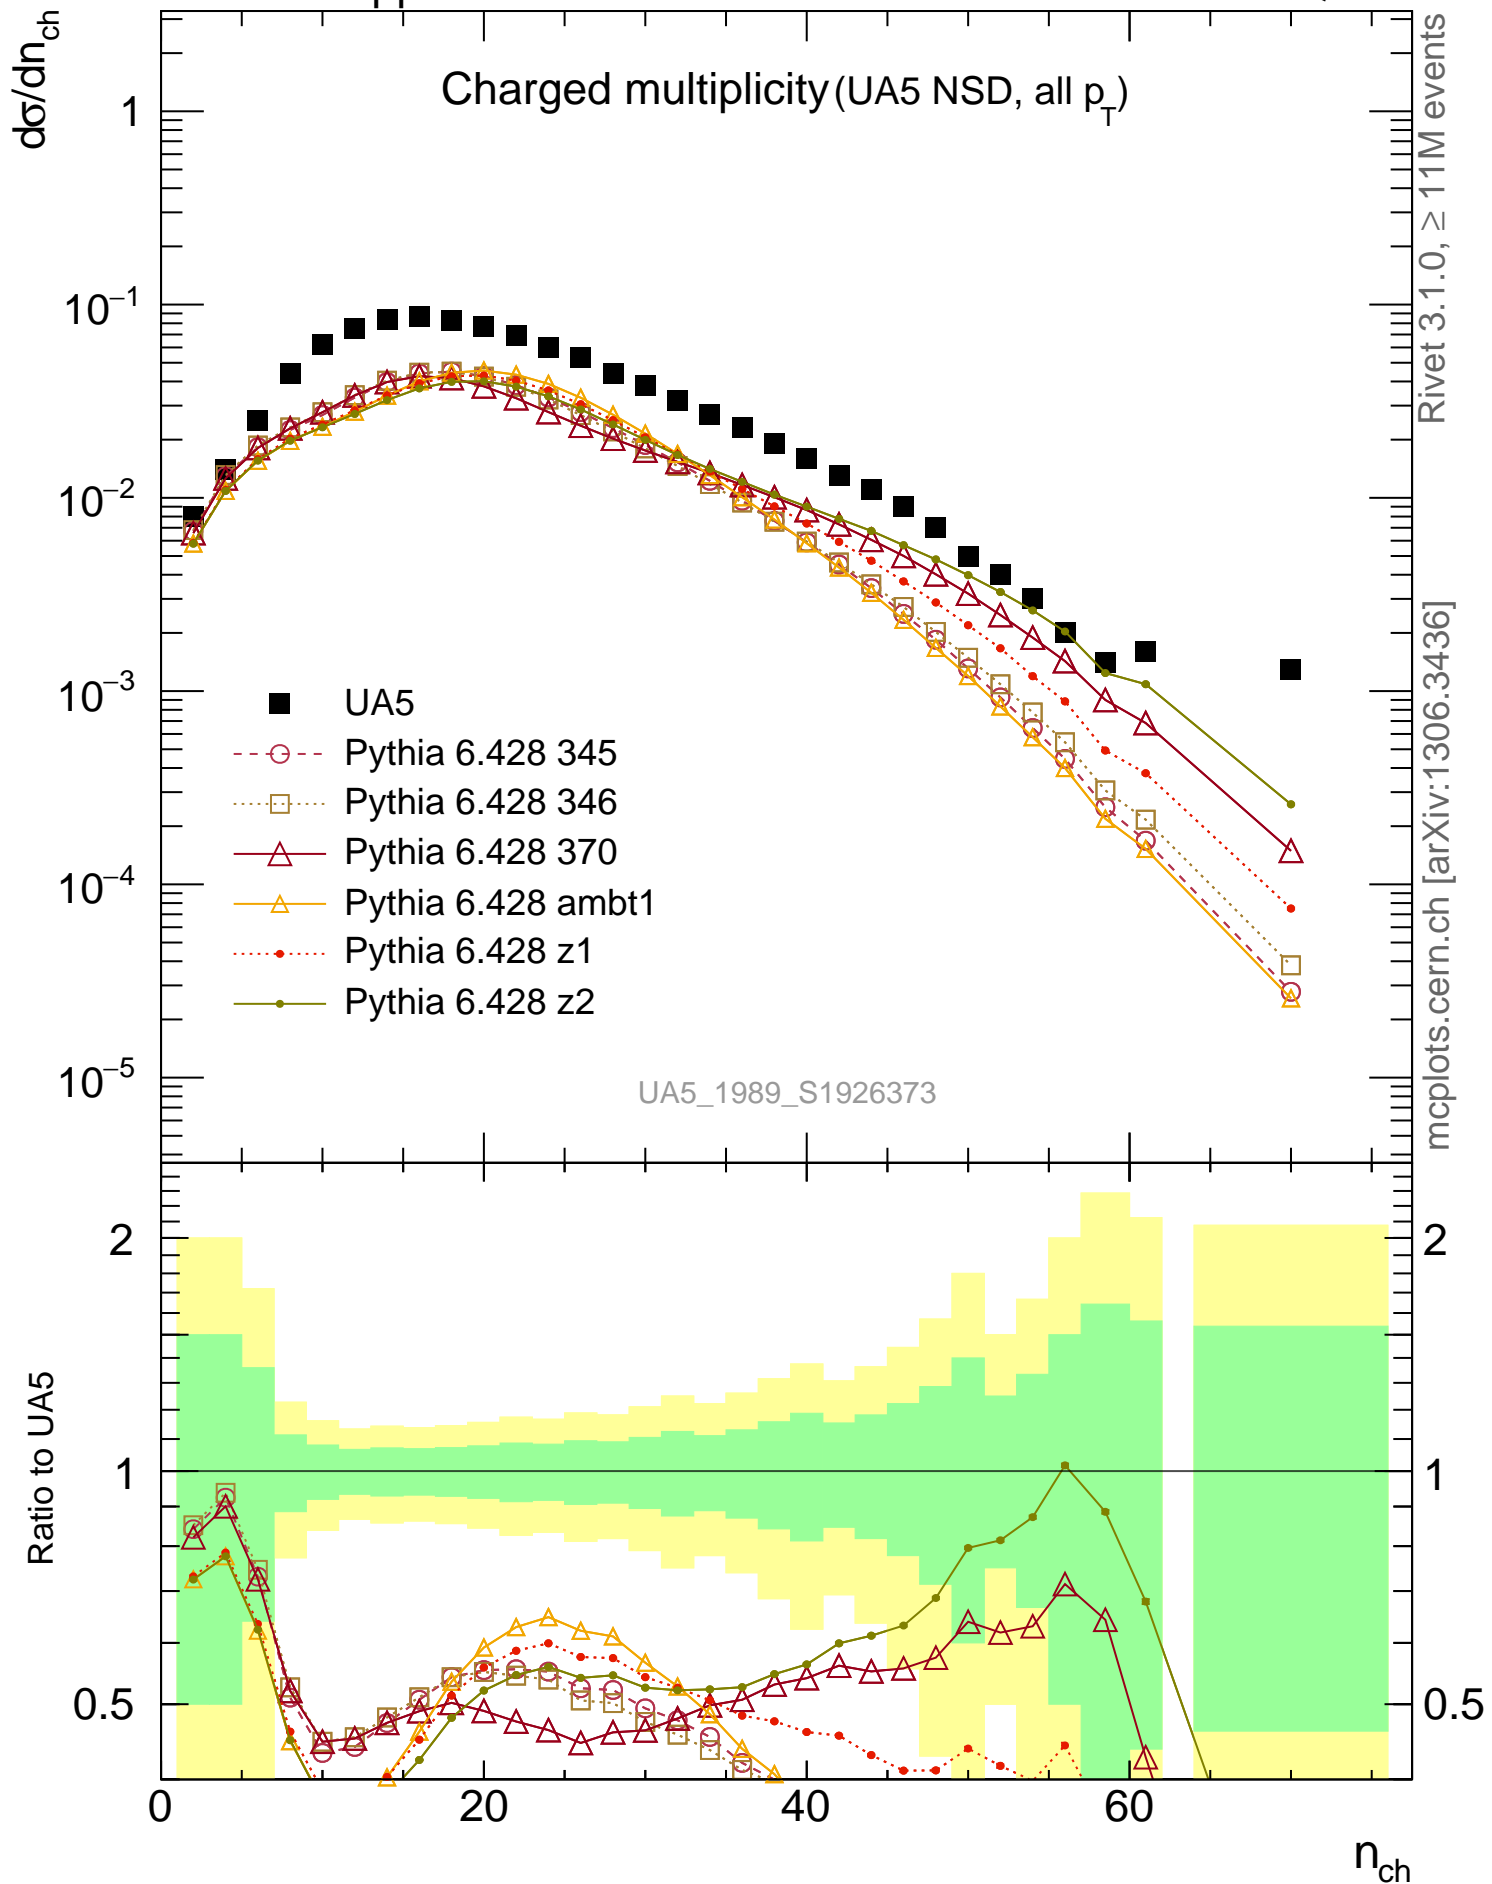 pp
Charged multiplicity (UA5 NSD, all p_T)
dσ/dn_ch
1
10⁻¹
10⁻²
10⁻³
10⁻⁴
10⁻⁵
UA5
Pythia 6.428 345
Pythia 6.428 346
Pythia 6.428 370
Pythia 6.428 ambt1
Pythia 6.428 z1
Pythia 6.428 z2
UA5_1989_S1926373
Rivet 3.1.0, ≥ 11M events
mcplots.cern.ch [arXiv:1306.3436]
Ratio to UA5
2
1
0.5
2
1
0.5
0
20
40
60
n_ch